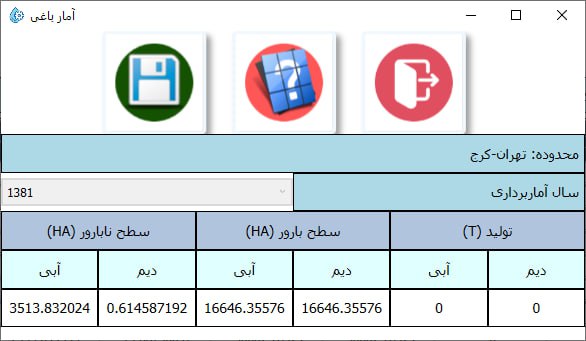 آمار باغی
محدوده: تهران-کرج
سال آماربرداری 1381
تولید (T) سطح بارور (HA) سطح نابارور (HA)
دیم آبی دیم آبی دیم آبی
0 0 16646.35576 16646.35576 0.614587192 3513.832024